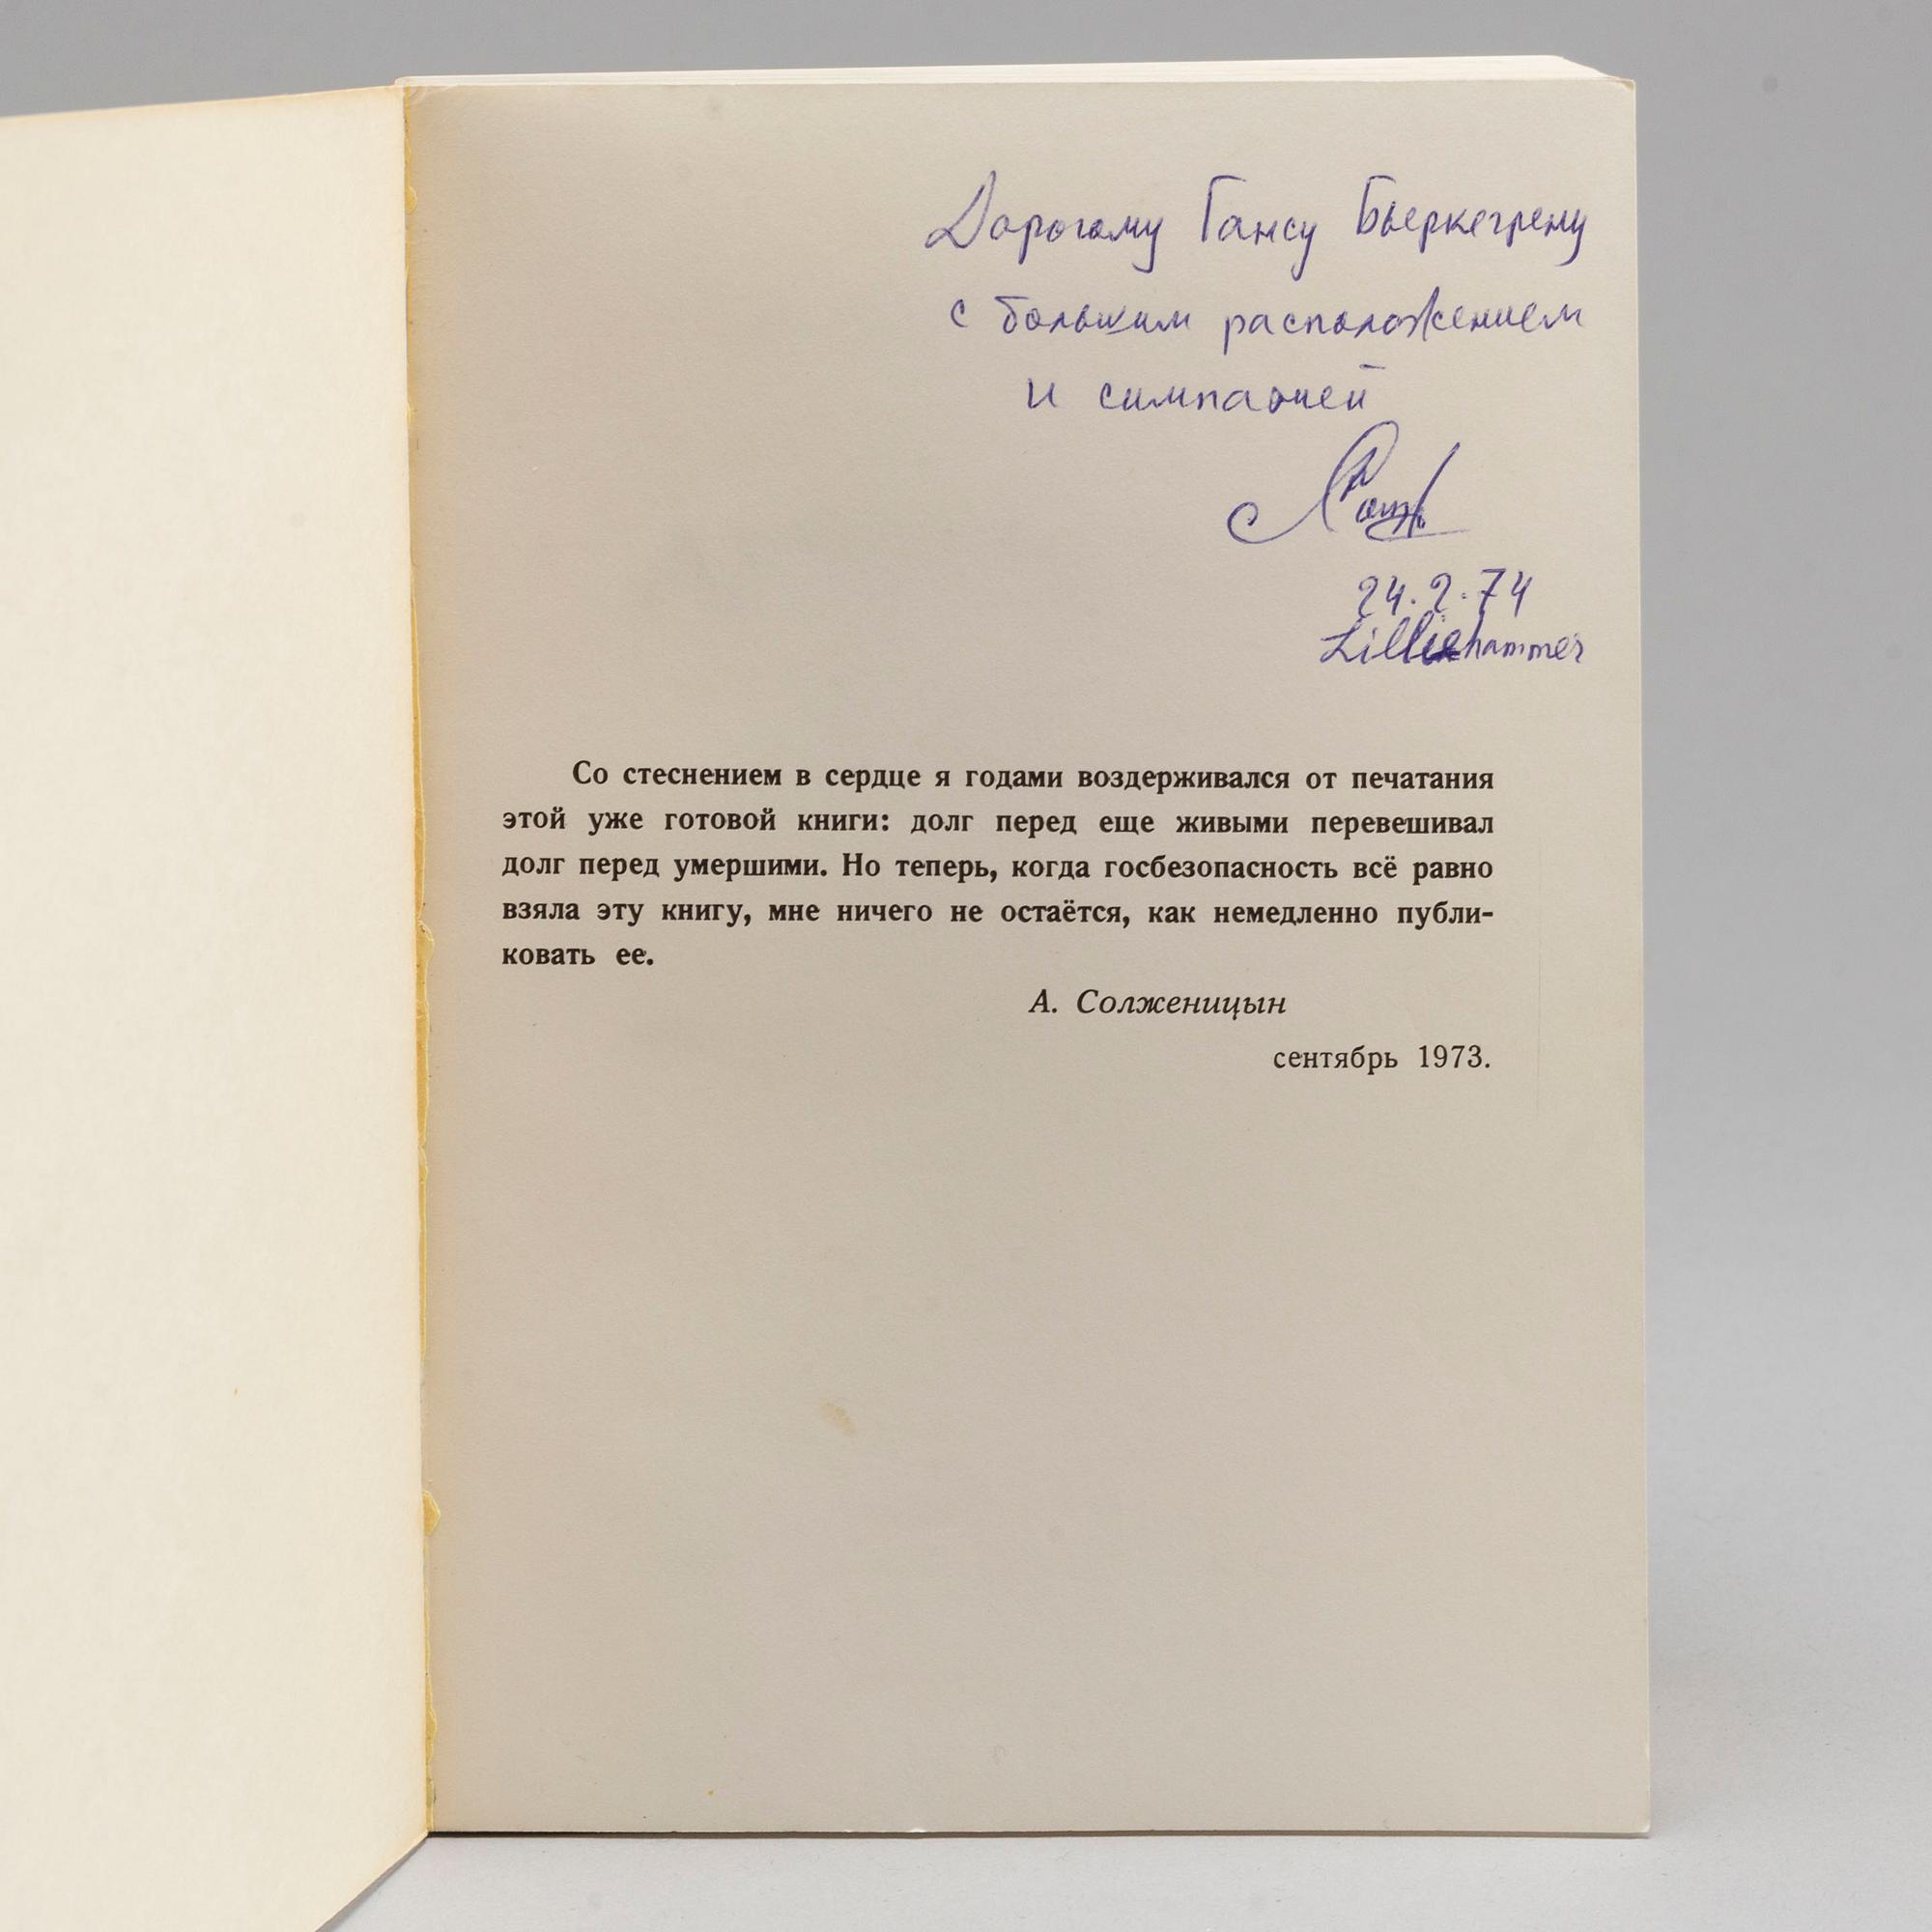 Дорогому Гансу Бьеркегрену
с большим расположением
и симпатией
24.2.74
Lilliehammer
Со стеснением в сердце я годами воздерживался от печатания
этой уже готовой книги: долг перед еще живыми перевешивал
долг перед умершими. Но теперь, когда госбезопасность всё равно
взяла эту книгу, мне ничего не остаётся, как немедленно публи-
ковать ее.
А. Солженицын
сентябрь 1973.